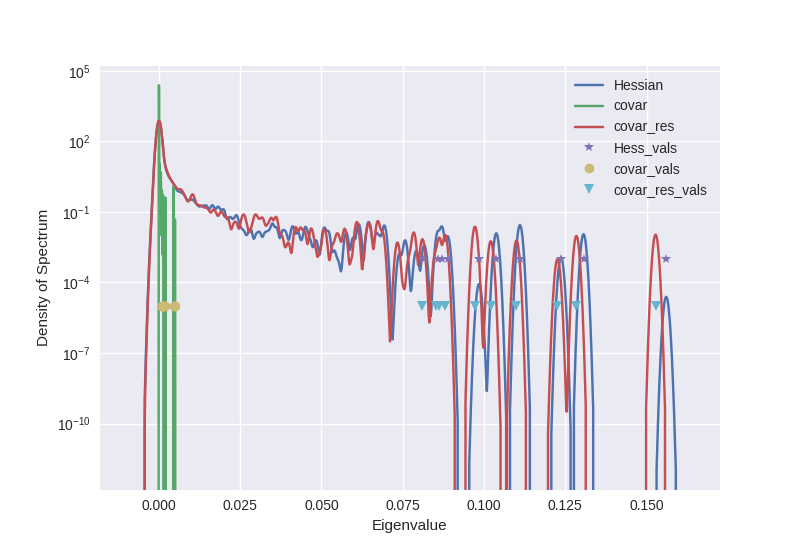 Hessian
covar
covar_res
Hess_vals
covar_vals
covar_res_vals
10^5
10^2
10^−1
10^−4
10^−7
10^−10
Density of Spectrum
0.000 0.025 0.050 0.075 0.100 0.125 0.150
Eigenvalue